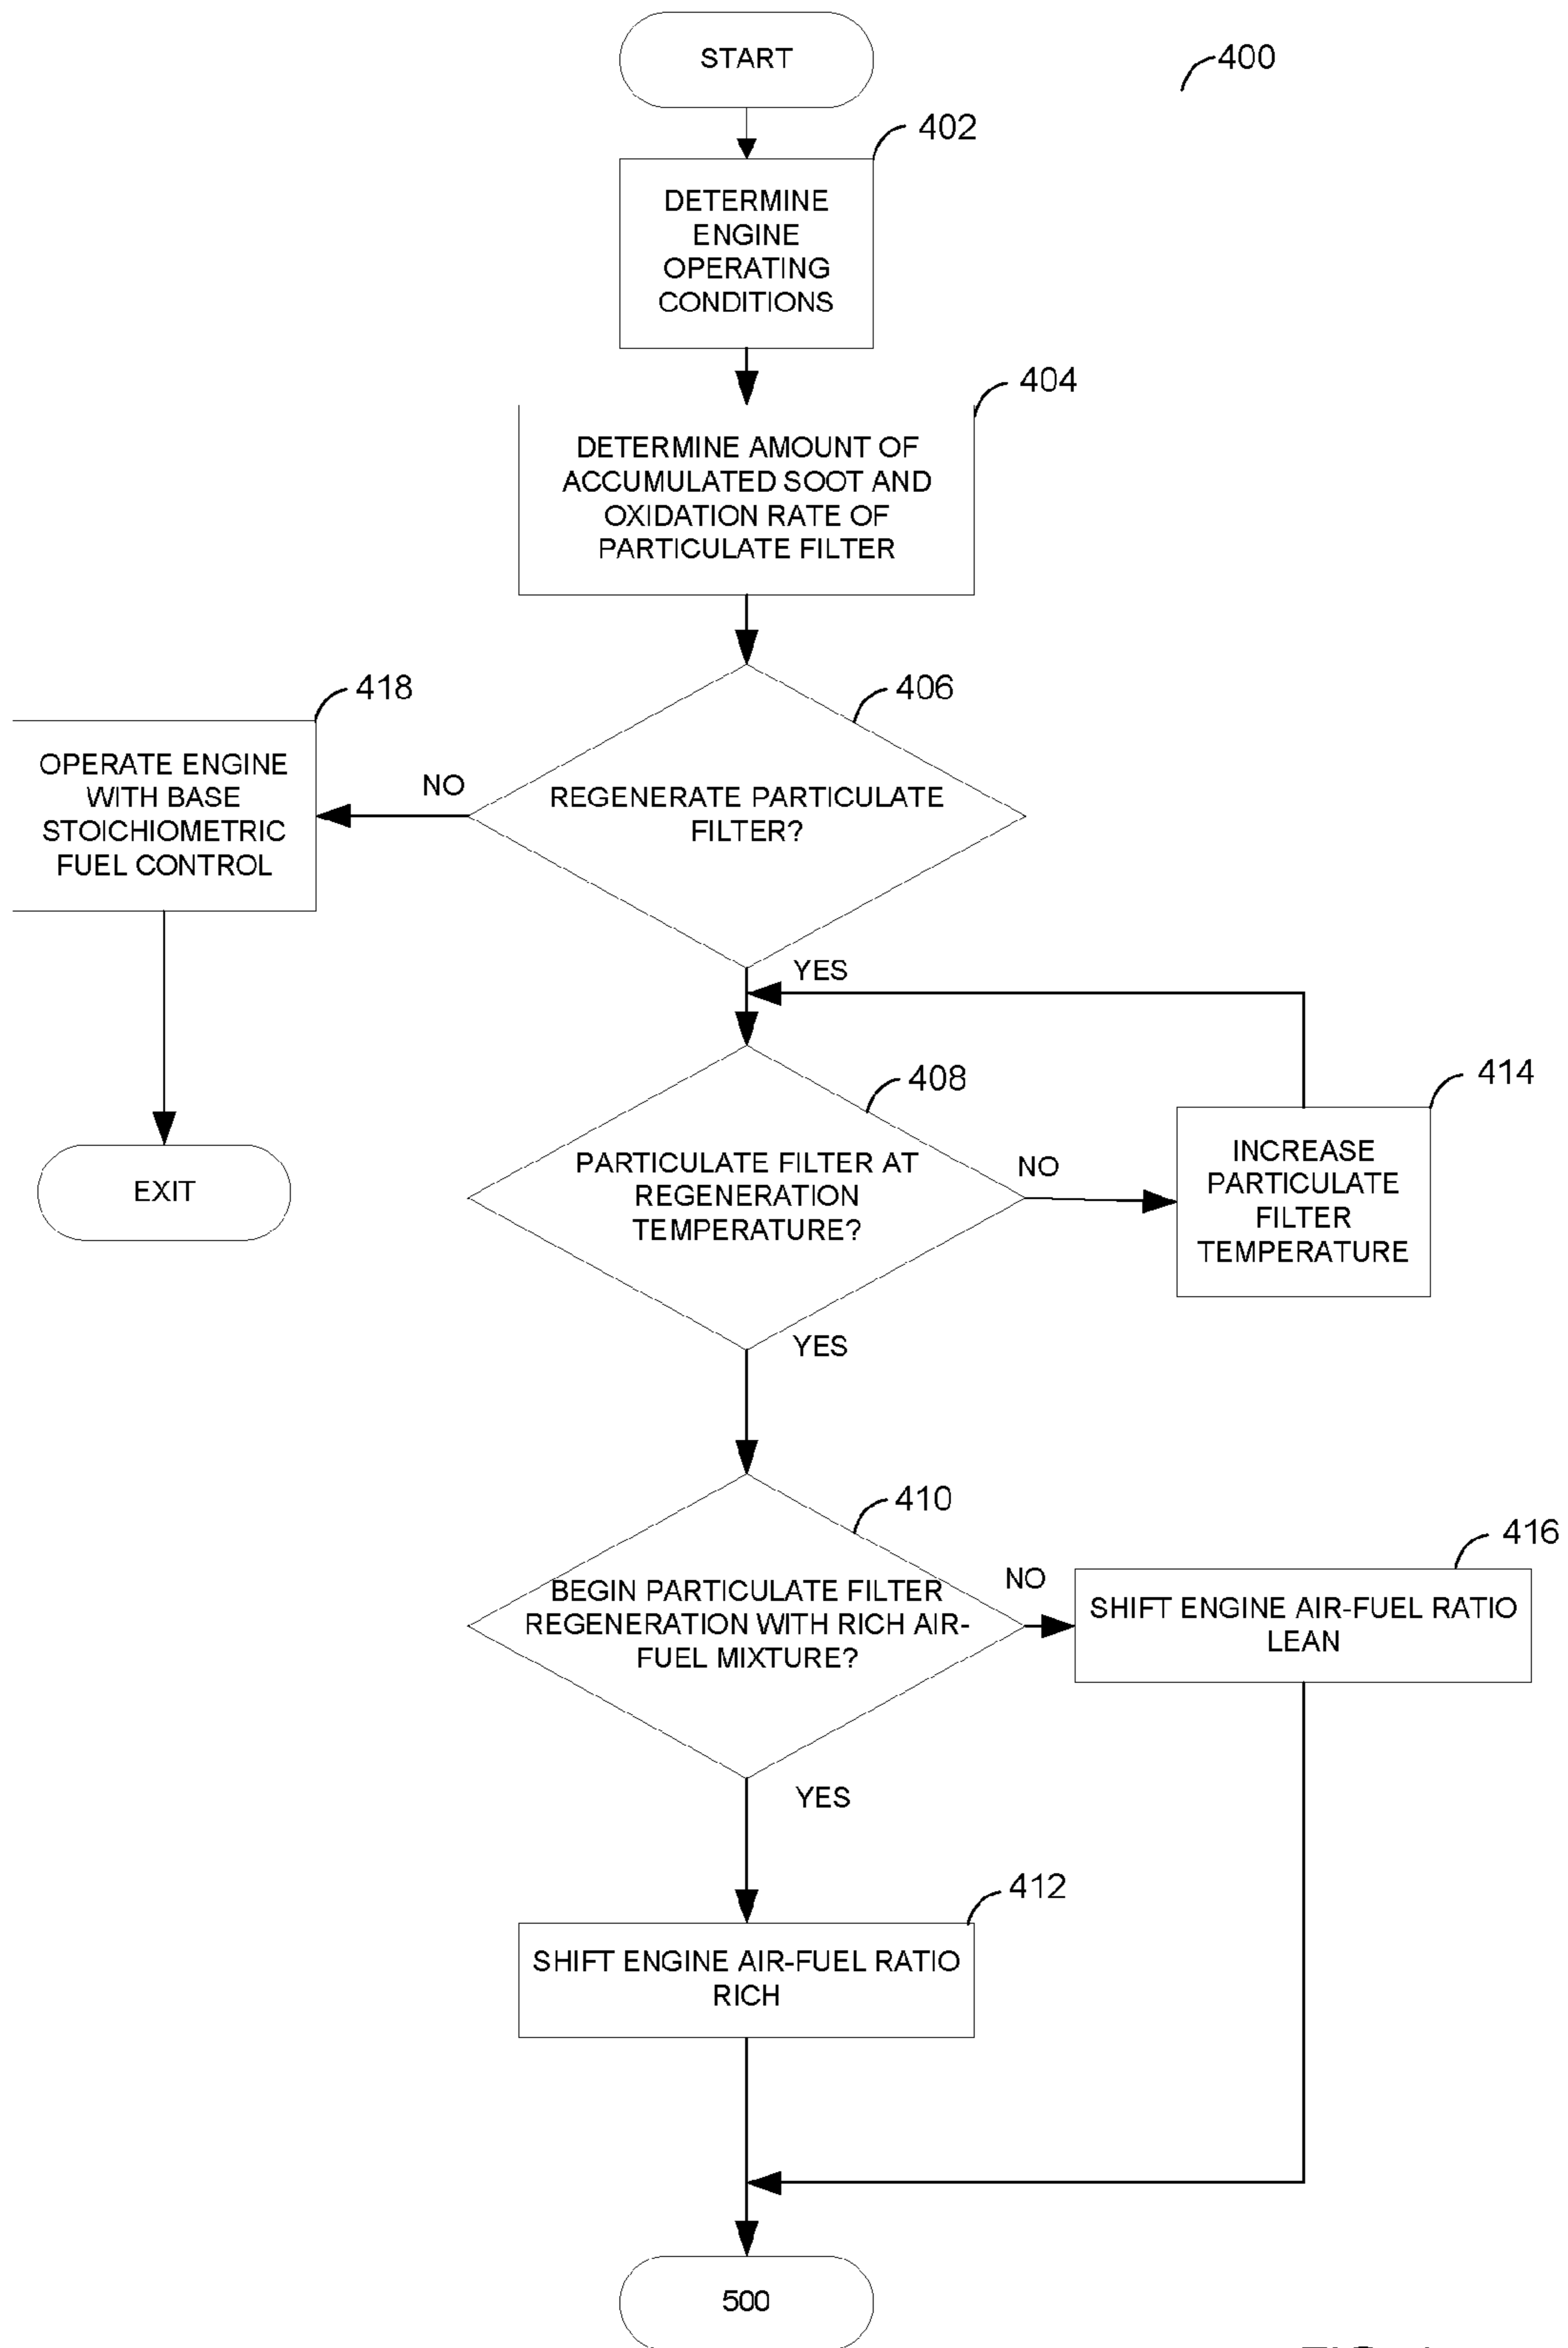 START
400
402
DETERMINE
ENGINE
OPERATING
CONDITIONS
404
DETERMINE AMOUNT OF
ACCUMULATED SOOT AND
OXIDATION RATE OF
PARTICULATE FILTER
418
406
OPERATE ENGINE
WITH BASE
STOICHIOMETRIC
FUEL CONTROL
NO
REGENERATE PARTICULATE
FILTER?
YES
408
414
PARTICULATE FILTER AT
REGENERATION
TEMPERATURE?
NO
INCREASE
PARTICULATE
FILTER
TEMPERATURE
EXIT
YES
410
416
BEGIN PARTICULATE FILTER
REGENERATION WITH RICH AIR-
FUEL MIXTURE?
NO
SHIFT ENGINE AIR-FUEL RATIO
LEAN
YES
412
SHIFT ENGINE AIR-FUEL RATIO
RICH
500